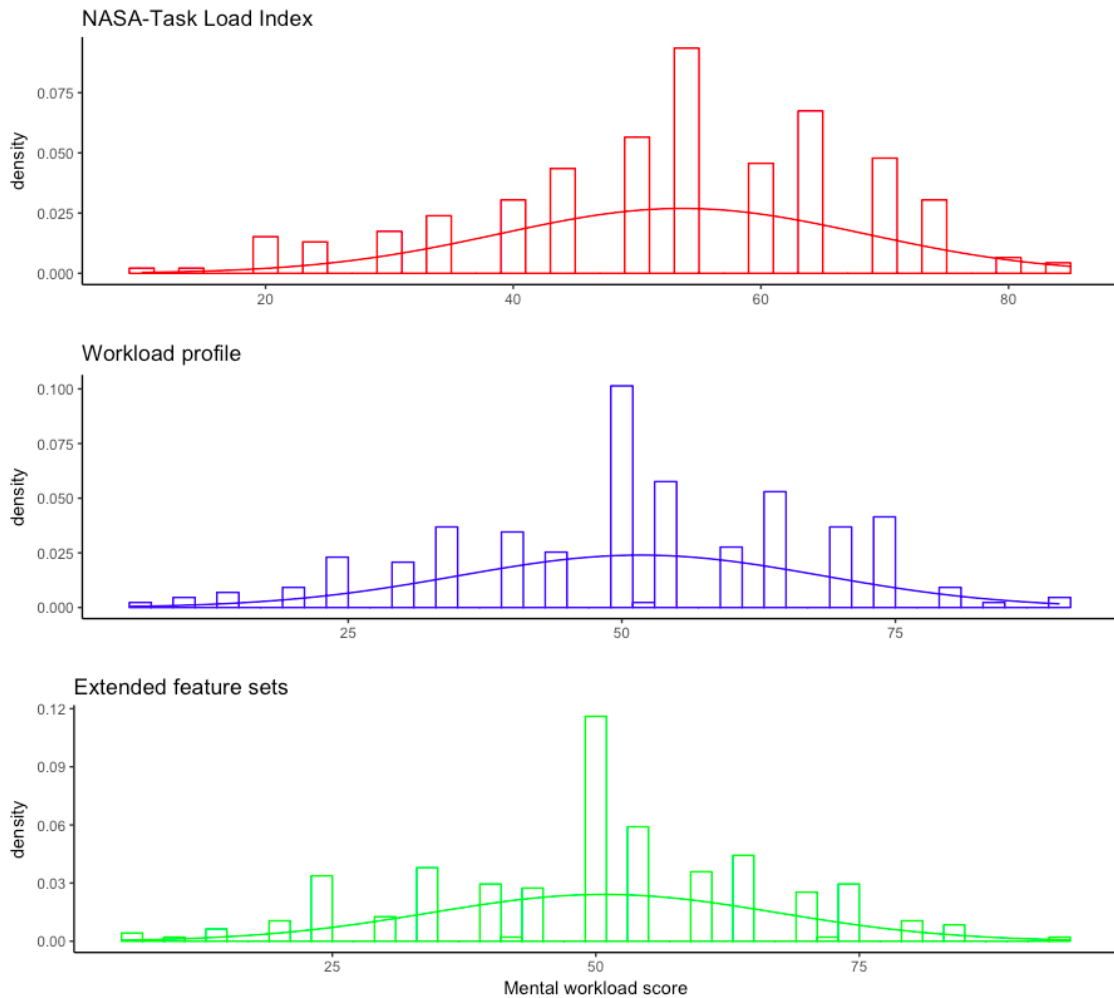 NASA-Task Load Index
density
0.075
0.050
0.025
0.000
20 40 60 80
Workload profile
density
0.100
0.075
0.050
0.025
0.000
25 50 75
Extended feature sets
density
0.12
0.09
0.06
0.03
0.00
25 50 75
Mental workload score